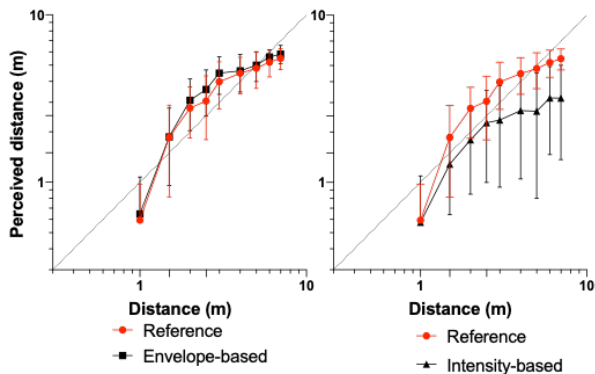 10
10
Perceived distance (m)
1
1
1
10
1
10
Distance (m)
Distance (m)
Reference
Envelope-based
Reference
Intensity-based